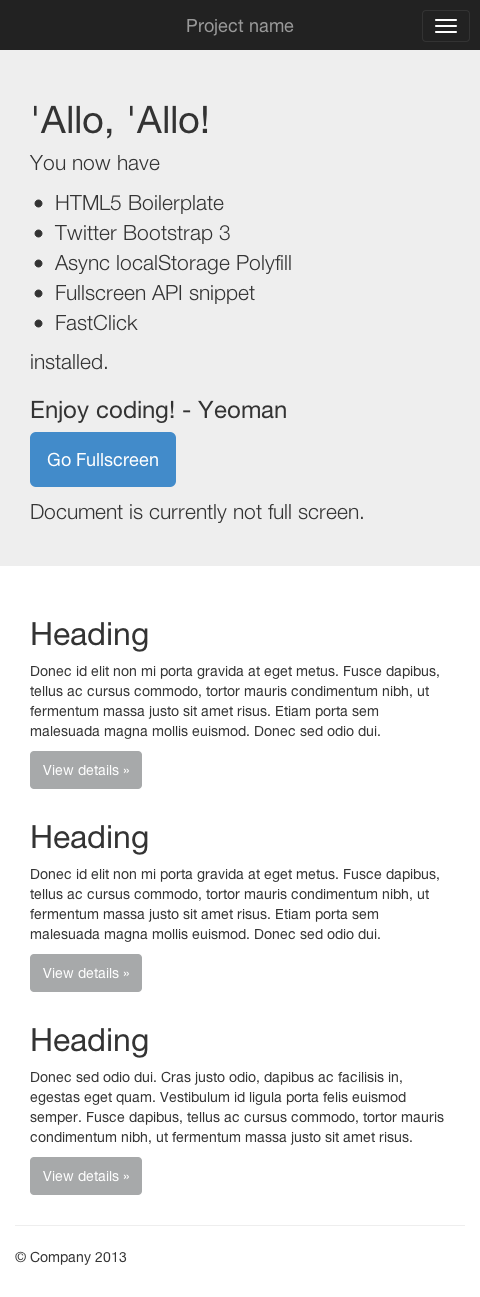 Project name
'Allo, 'Allo!
You now have
HTML5 Boilerplate
Twitter Bootstrap 3
Async localStorage Polyfill
Fullscreen API snippet
FastClick
installed.
Enjoy coding! - Yeoman
Go Fullscreen
Document is currently not full screen.
Heading
Donec id elit non mi porta gravida at eget metus. Fusce dapibus,
tellus ac cursus commodo, tortor mauris condimentum nibh, ut
fermentum massa justo sit amet risus. Etiam porta sem
malesuada magna mollis euismod. Donec sed odio dui.
View details »
Heading
Donec id elit non mi porta gravida at eget metus. Fusce dapibus,
tellus ac cursus commodo, tortor mauris condimentum nibh, ut
fermentum massa justo sit amet risus. Etiam porta sem
malesuada magna mollis euismod. Donec sed odio dui.
View details »
Heading
Donec sed odio dui. Cras justo odio, dapibus ac facilisis in,
egestas eget quam. Vestibulum id ligula porta felis euismod
semper. Fusce dapibus, tellus ac cursus commodo, tortor mauris
condimentum nibh, ut fermentum massa justo sit amet risus.
View details »
© Company 2013